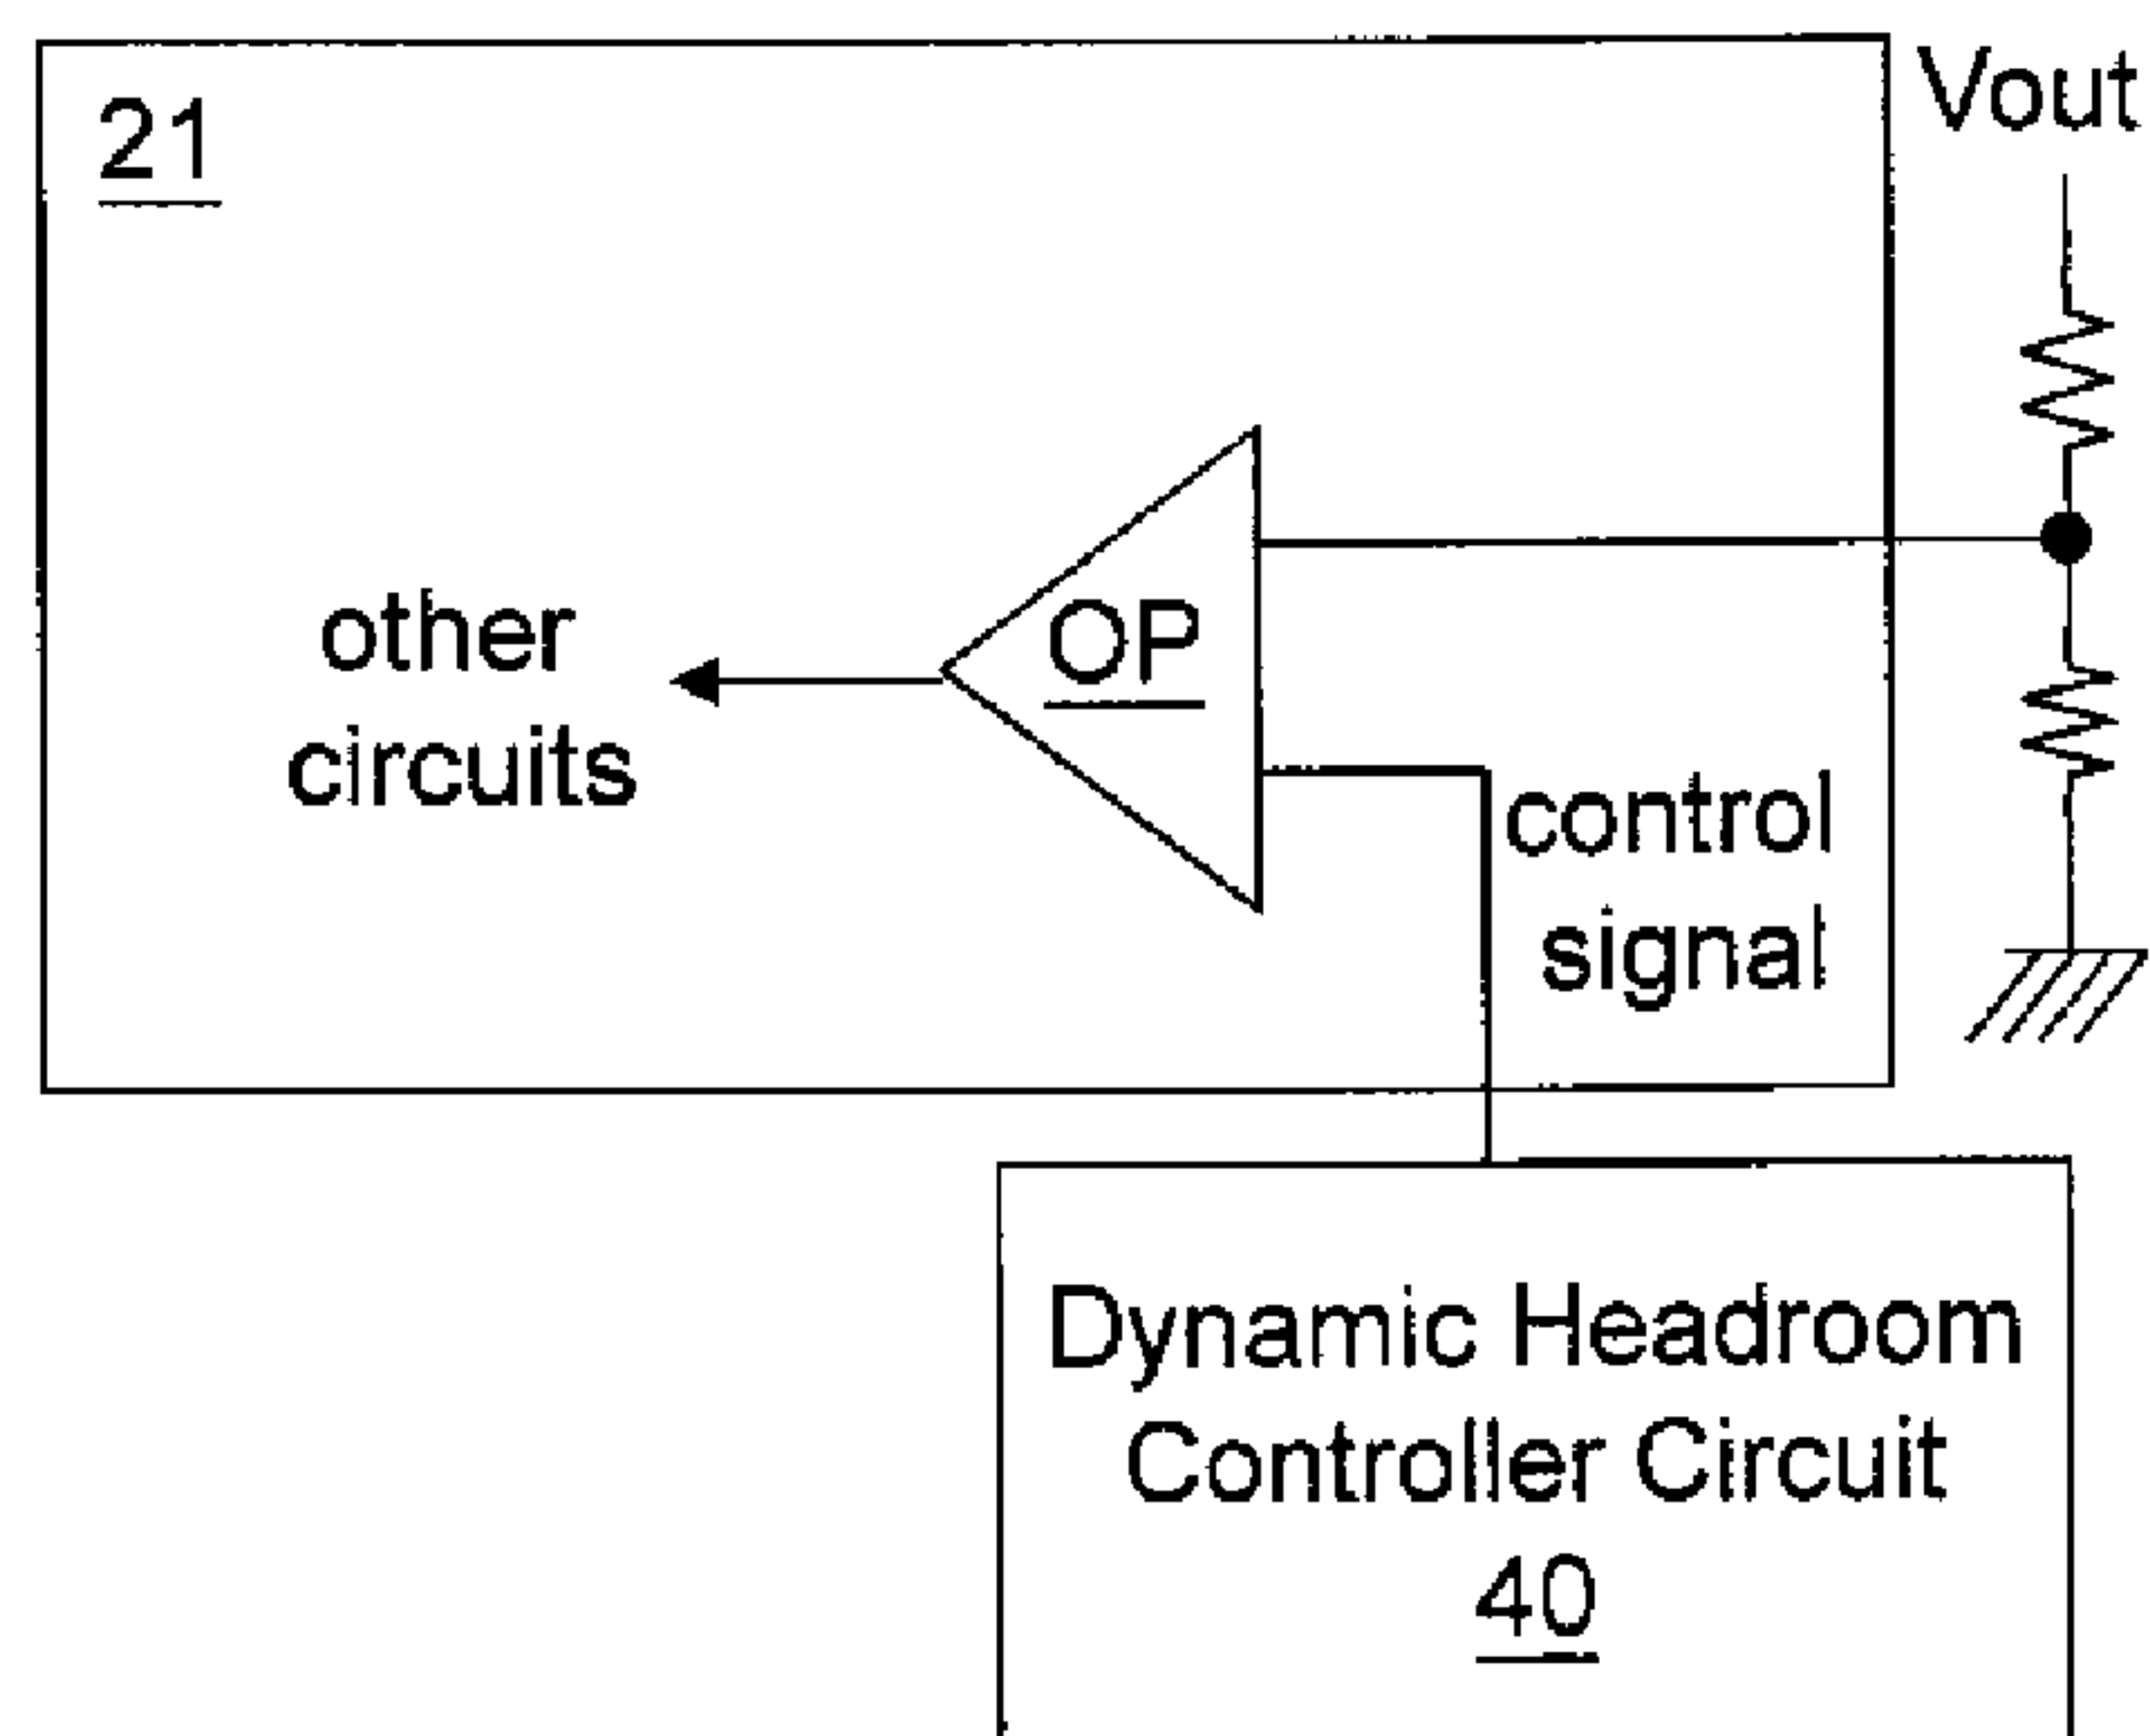 21
Vout
other
circuits
OP
control
signal
Dynamic Headroom
Controller Circuit
40